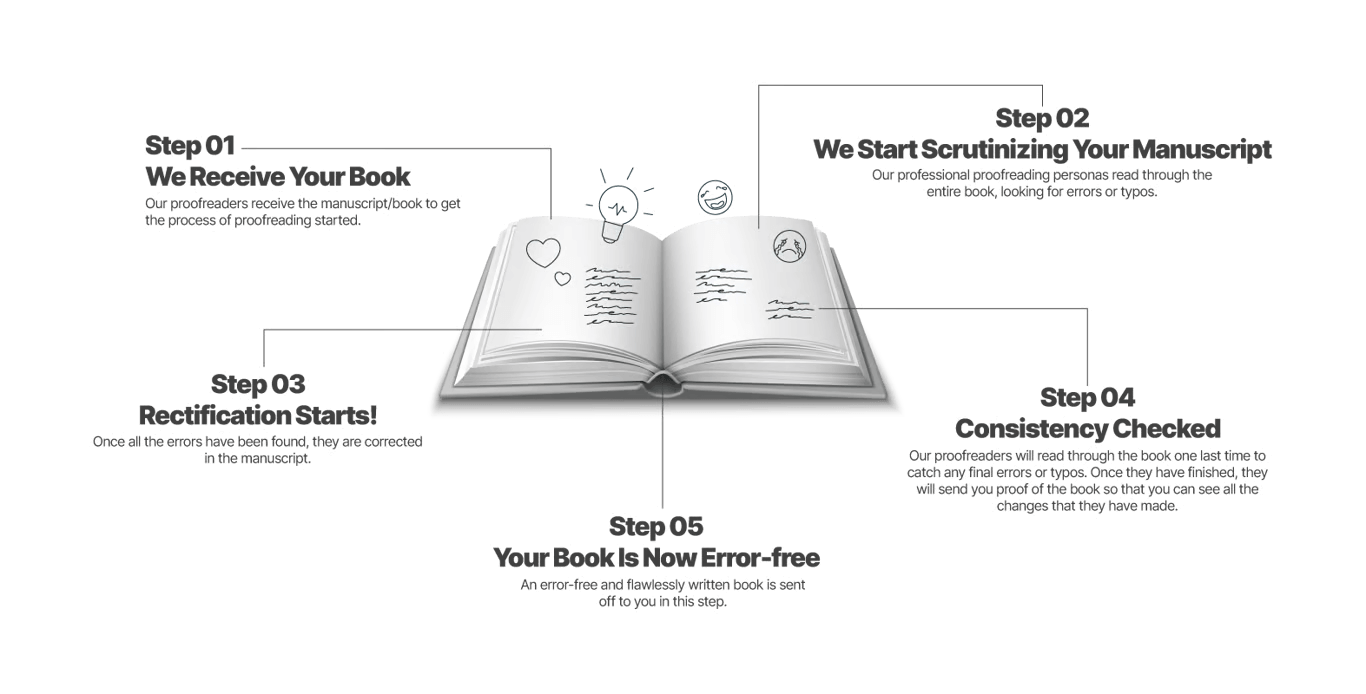 Step 01
We Receive Your Book
Our proofreaders receive the manuscript/book to get
the process of proofreading started.
Step 02
We Start Scrutinizing Your Manuscript
Our professional proofreading personas read through the
entire book, looking for errors or typos.
Step 03
Rectification Starts!
Once all the errors have been found, they are corrected
in the manuscript.
Step 04
Consistency Checked
Our proofreaders will read through the book one last time to
catch any final errors or typos. Once they have finished, they
will send you proof of the book so that you can see all the
changes that they have made.
Step 05
Your Book Is Now Error-free
An error-free and flawlessly written book is sent
off to you in this step.